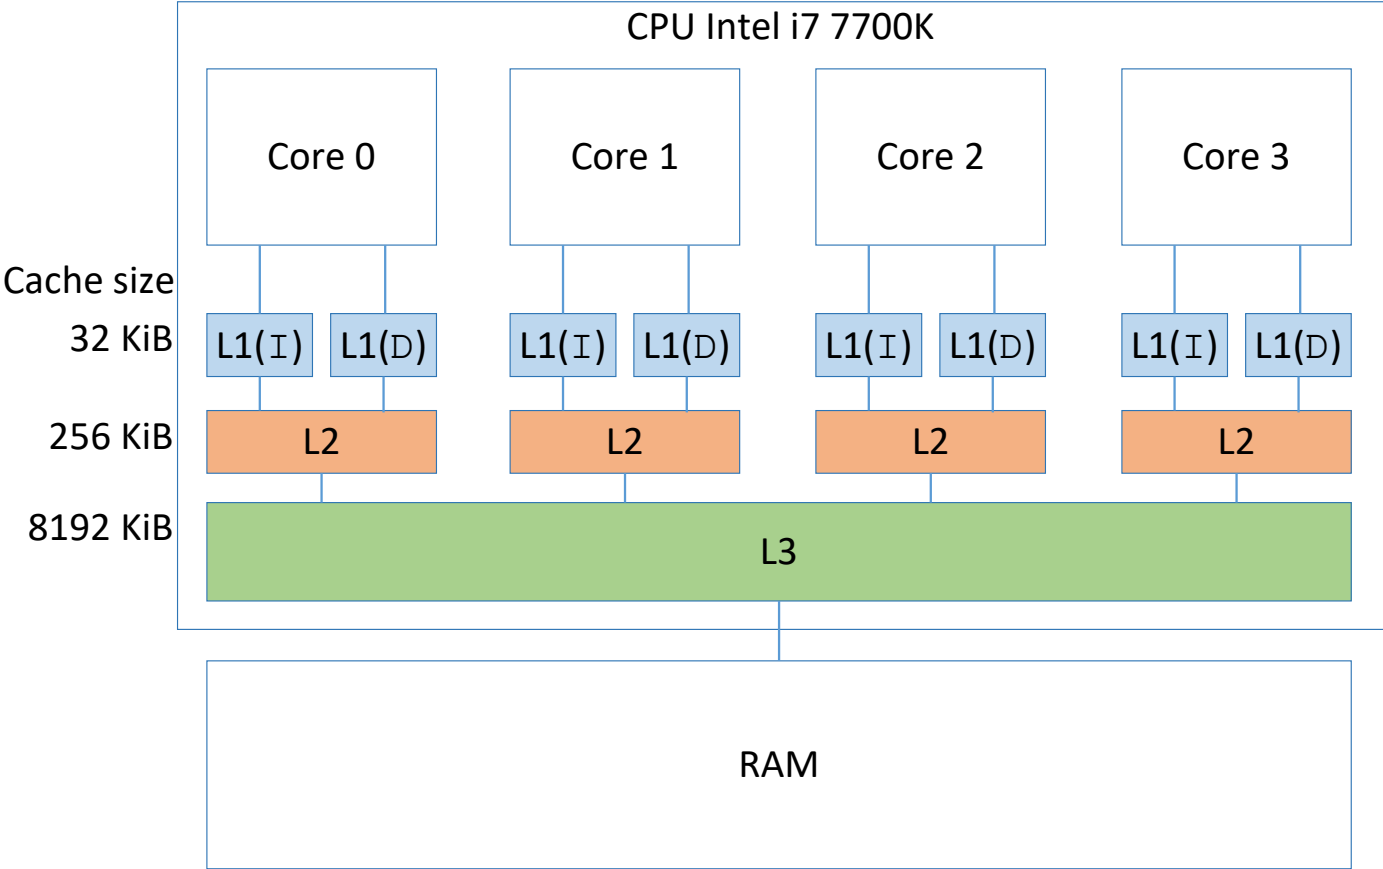 CPU Intel i7 7700K
Core 0 Core 1 Core 2 Core 3
Cache size
32 KiB L1(I) L1(D) L1(I) L1(D) L1(I) L1(D) L1(I) L1(D)
256 KiB L2 L2 L2 L2
8192 KiB
L3
RAM